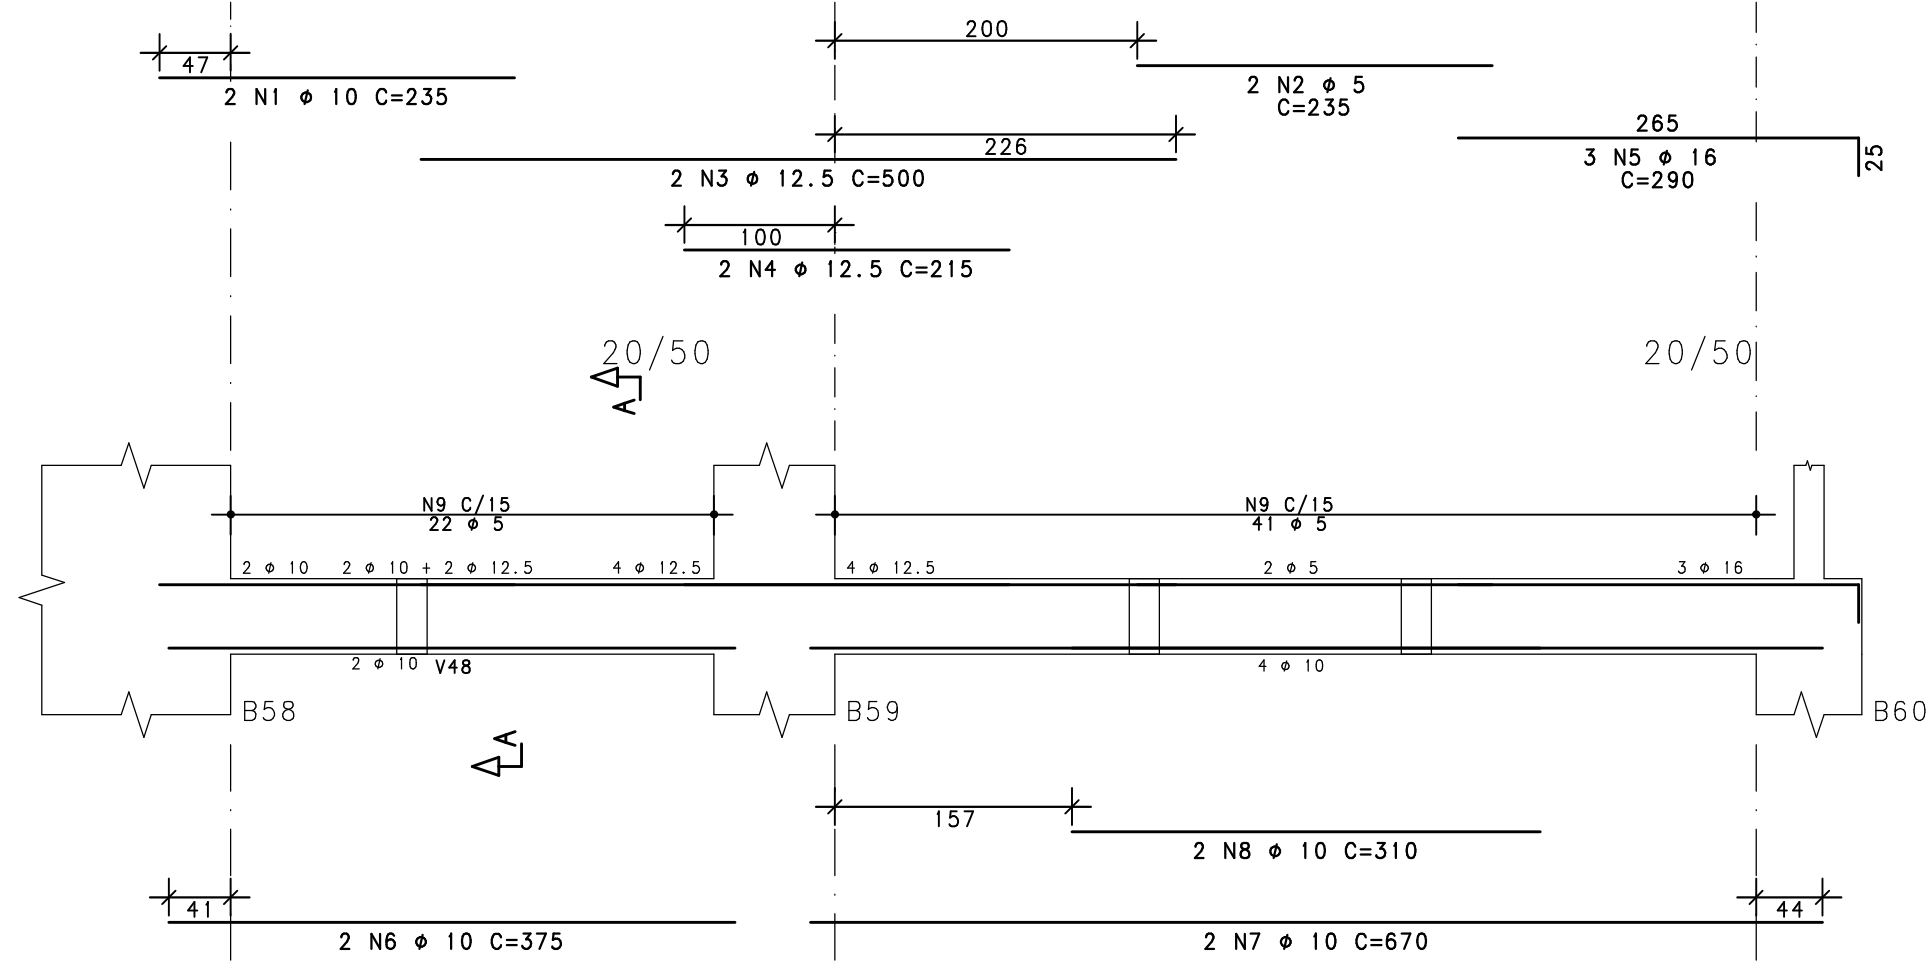 47
2 N1 ϕ 10 C=235
200
2 N2 ϕ 5
C=235
226
2 N3 ϕ 12.5 C=500
265
3 N5 ϕ 16
C=290
25
100
2 N4 ϕ 12.5 C=215
20/50
A
20/50
N9 C/15
22 ϕ 5
N9 C/15
41 ϕ 5
2 ϕ 10
2 ϕ 10 + 2 ϕ 12.5
4 ϕ 12.5
4 ϕ 12.5
2 ϕ 5
3 ϕ 16
2 ϕ 10
V48
4 ϕ 10
B58
B59
B60
A
157
2 N8 ϕ 10 C=310
41
2 N6 ϕ 10 C=375
2 N7 ϕ 10 C=670
44